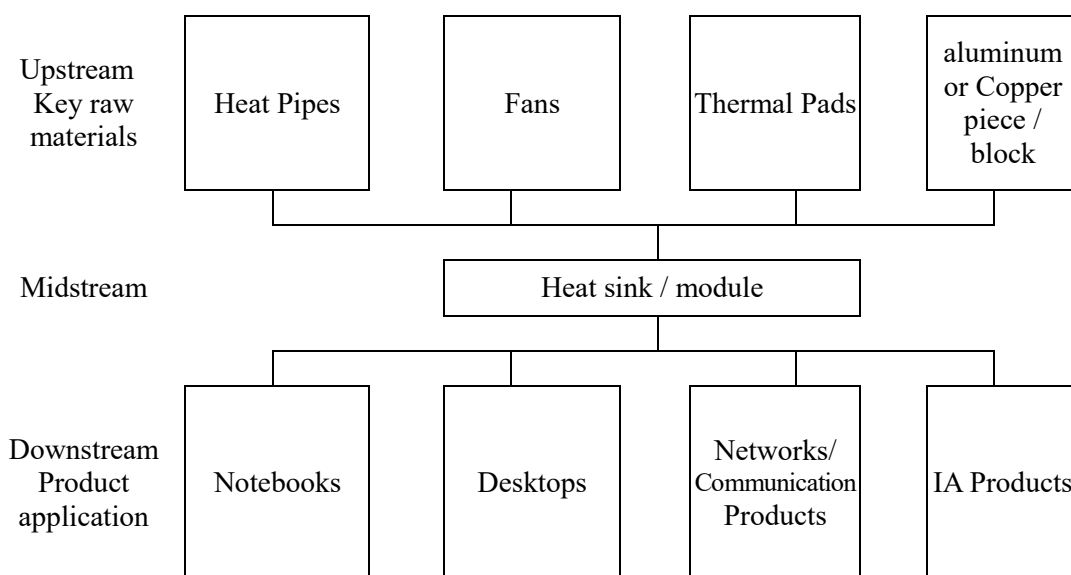 Upstream
Key raw
materials
Heat Pipes
Fans
Thermal Pads
aluminum
or Copper
piece /
block
Midstream
Heat sink / module
Downstream
Product
application
Notebooks
Desktops
Networks/
Communication
Products
IA Products